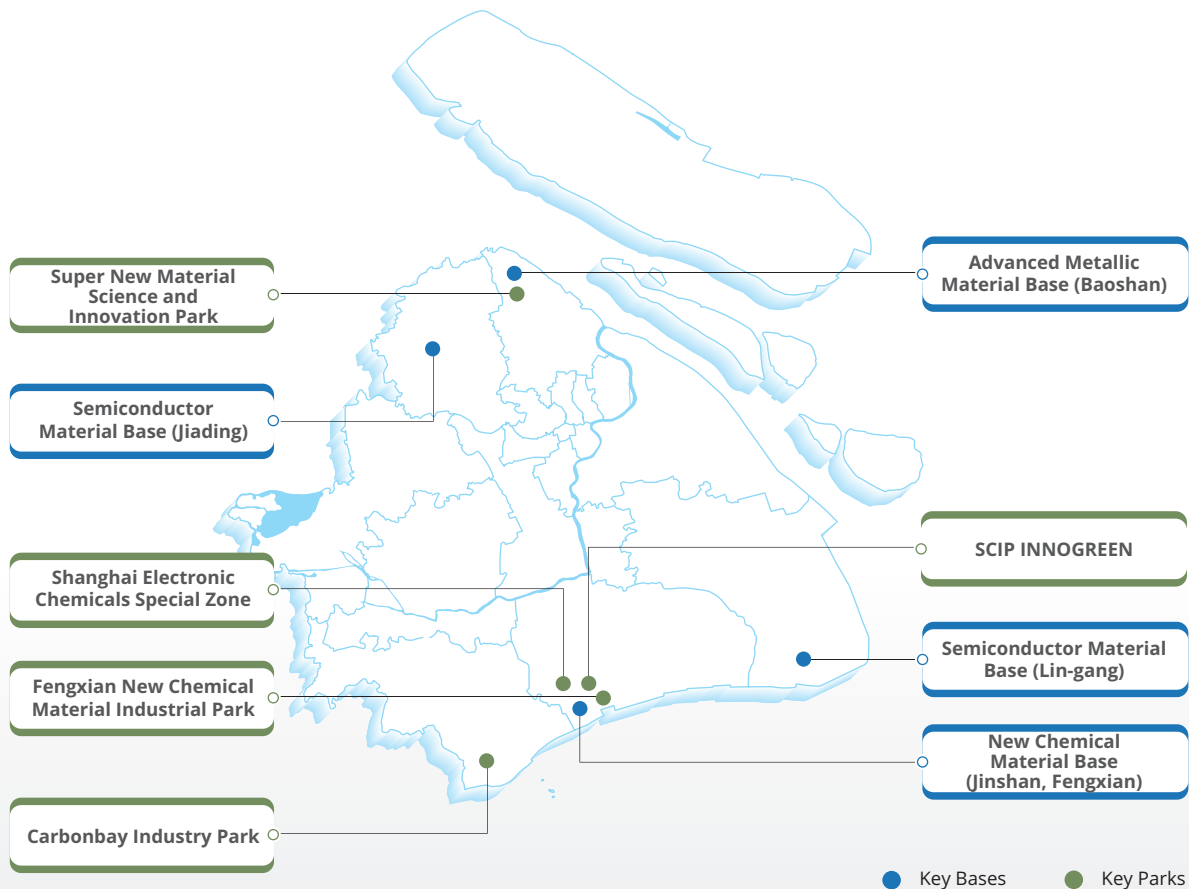 Super New Material
Science and
Innovation Park
Semiconductor
Material Base (Jiading)
Shanghai Electronic
Chemicals Special Zone
Fengxian New Chemical
Material Industrial Park
Carbonbay Industry Park
Advanced Metallic
Material Base (Baoshan)
SCIP INNOGREEN
Semiconductor Material
Base (Lin-gang)
New Chemical
Material Base
(Jinshan, Fengxian)
Key Bases
Key Parks